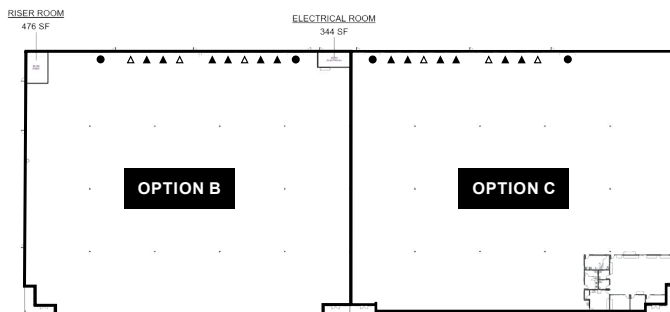 RISER ROOM
476 SF
ELECTRICAL ROOM
344 SF
OPTION B
OPTION C